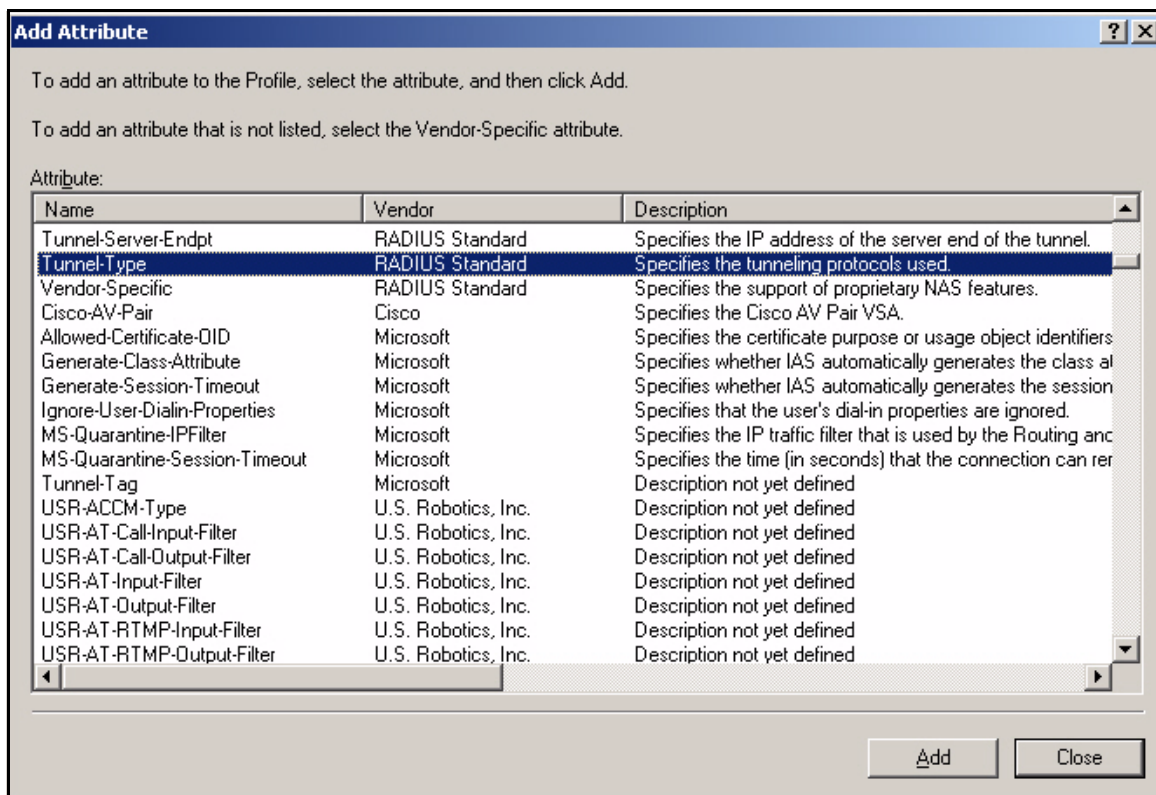 Add Attribute
To add an attribute to the Profile, select the attribute, and then click Add.
To add an attribute that is not listed, select the Vendor-Specific attribute.
Attribute:
Name Vendor Description
Tunnel-Server-Endpt RADIUS Standard Specifies the IP address of the server end of the tunnel.
Tunnel-Type RADIUS Standard Specifies the tunneling protocols used.
Vendor-Specific RADIUS Standard Specifies the support of proprietary NAS features.
Cisco-AV-Pair Cisco Specifies the Cisco AV Pair VSA.
Allowed-Certificate-OID Microsoft Specifies the certificate purpose or usage object identifiers
Generate-Class-Attribute Microsoft Specifies whether IAS automatically generates the class at
Generate-Session-Timeout Microsoft Specifies whether IAS automatically generates the session
Ignore-User-Dialin-Properties Microsoft Specifies that the user's dial-in properties are ignored.
MS-Quarantine-IPFilter Microsoft Specifies the IP traffic filter that is used by the Routing and
MS-Quarantine-Session-Timeout Microsoft Specifies the time (in seconds) that the connection can rer
Tunnel-Tag Microsoft Description not yet defined
USR-ACCM-Type U.S. Robotics, Inc. Description not yet defined
USR-AT-Call-Input-Filter U.S. Robotics, Inc. Description not yet defined
USR-AT-Call-Output-Filter U.S. Robotics, Inc. Description not yet defined
USR-AT-Input-Filter U.S. Robotics, Inc. Description not yet defined
USR-AT-Output-Filter U.S. Robotics, Inc. Description not yet defined
USR-AT-RTMP-Input-Filter U.S. Robotics, Inc. Description not yet defined
USR-AT-RTMP-Output-Filter U.S. Robotics, Inc. Description not yet defined
Add Close